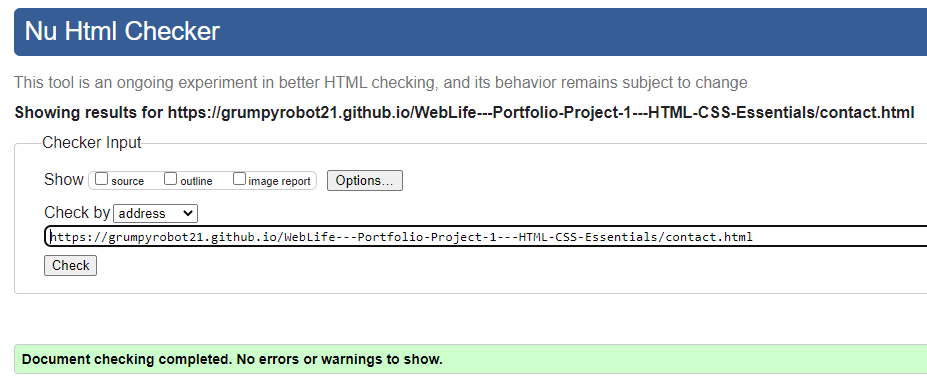 Nu Html Checker
This tool is an ongoing experiment in better HTML checking, and its behavior remains subject to change
Showing results for https://grumpyrobot21.github.io/WebLife---Portfolio-Project-1---HTML-CSS-Essentials/contact.html
Checker Input
Show source outline image report Options...
Check by address
https://grumpyrobot21.github.io/WebLife---Portfolio-Project-1---HTML-CSS-Essentials/contact.html
Check
Document checking completed. No errors or warnings to show.